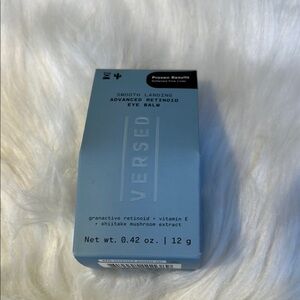 Proven Benefit
SMOOTH LANDING
ADVANCED RETINOID
EYE BALM
VERSED
granactive retinoid + vitamin E
+ shiitake mushroom extract
Net wt. 0.42 oz. | 12 g